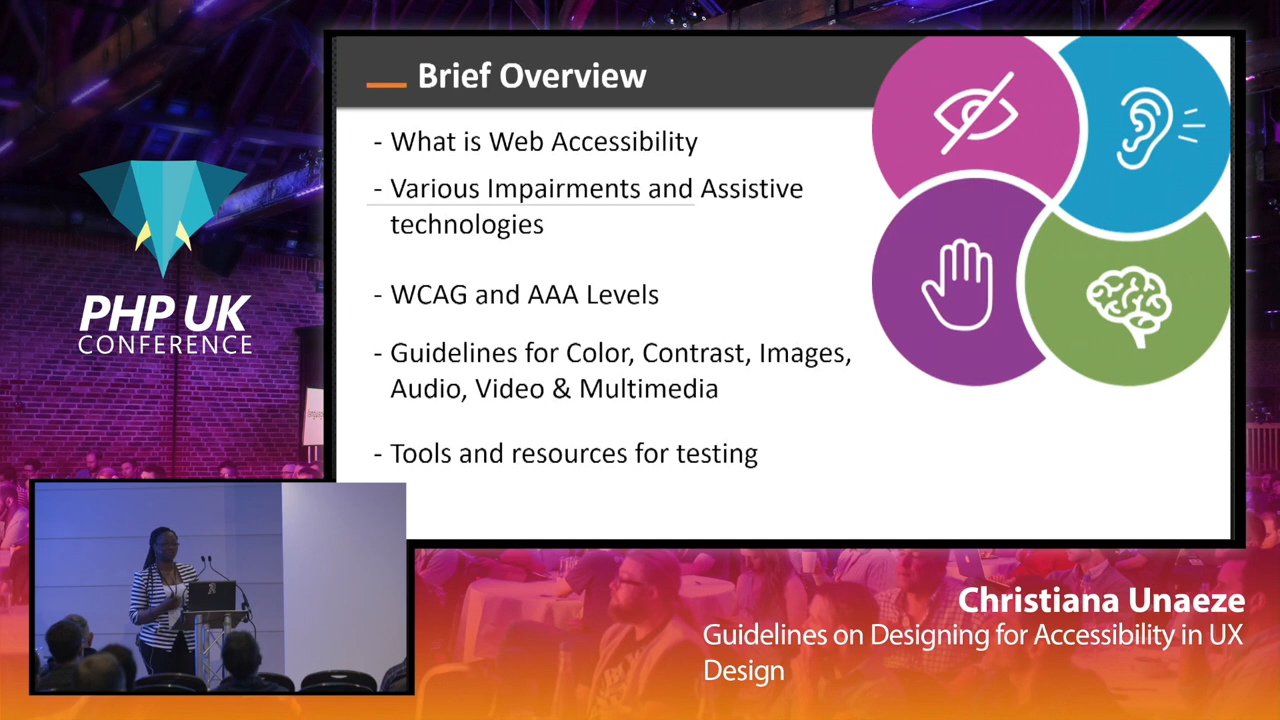 Brief Overview
- What is Web Accessibility
- Various Impairments and Assistive
technologies
- WCAG and AAA Levels
- Guidelines for Color, Contrast, Images,
Audio, Video & Multimedia
- Tools and resources for testing
PHP UK
CONFERENCE
Christiana Unaeze
Guidelines on Designing for Accessibility in UX
Design